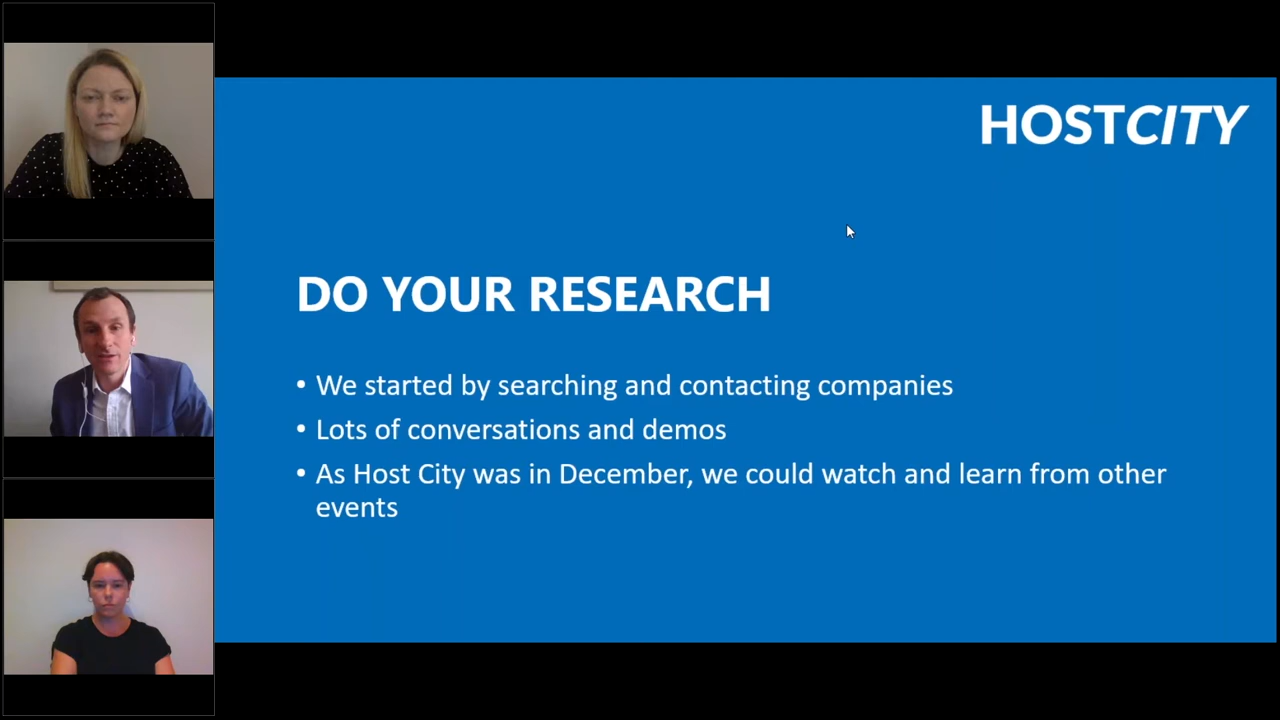 HOSTCITY
DO YOUR RESEARCH
• We started by searching and contacting companies
• Lots of conversations and demos
• As Host City was in December, we could watch and learn from other
events